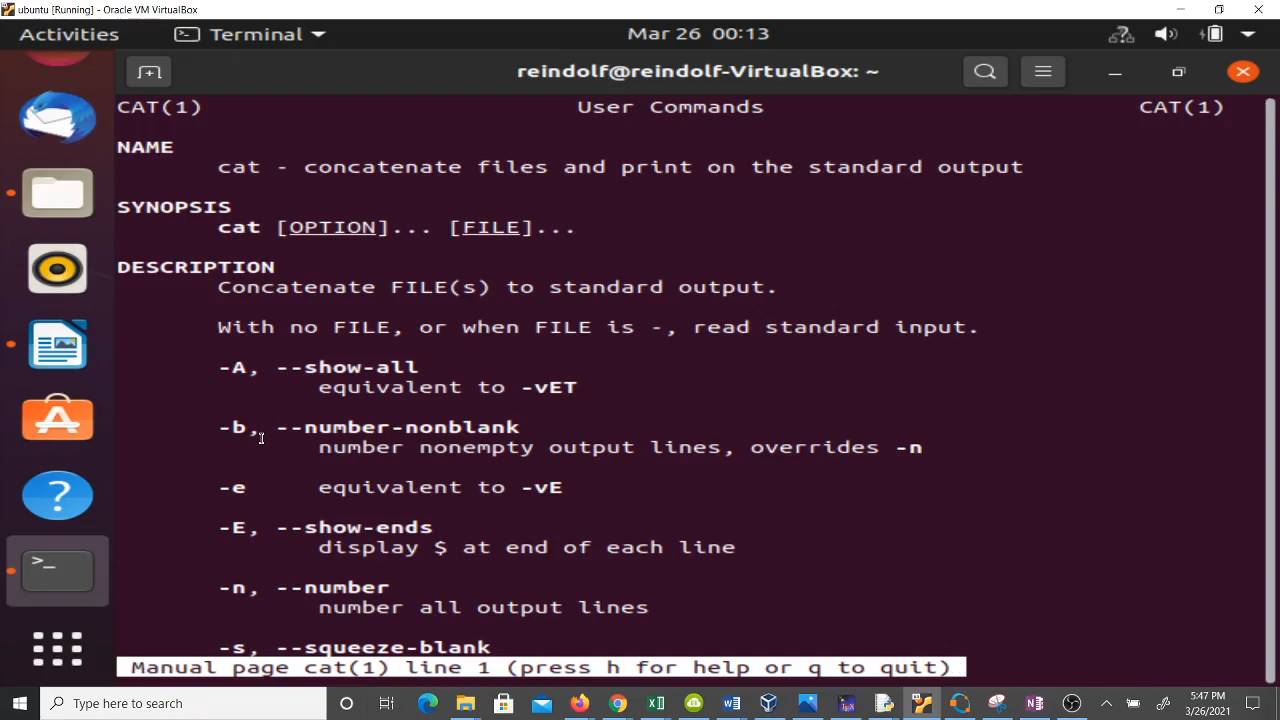 ubuntu [Running] - Oracle VM VirtualBox
Activities Terminal Mar 26 00:13
reindolf@reindolf-VirtualBox: ~
CAT(1) User Commands CAT(1)
NAME
cat - concatenate files and print on the standard output
SYNOPSIS
cat [OPTION]... [FILE]...
DESCRIPTION
Concatenate FILE(s) to standard output.
With no FILE, or when FILE is -, read standard input.
-A, --show-all
equivalent to -vET
-b, --number-nonblank
number nonempty output lines, overrides -n
-e equivalent to -vE
-E, --show-ends
display $ at end of each line
-n, --number
number all output lines
-s, --squeeze-blank
Manual page cat(1) line 1 (press h for help or q to quit)
Type here to search
5:47 PM
3/26/2021